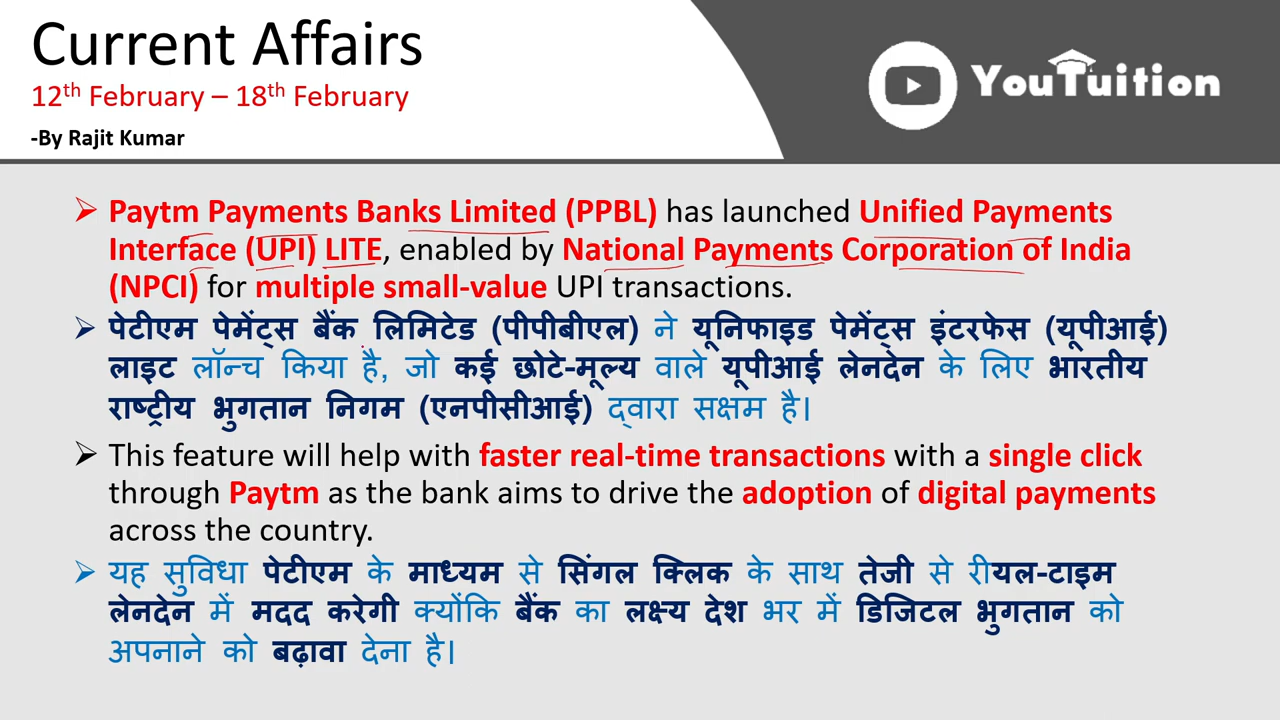 Current Affairs
12th February – 18th February
-By Rajit Kumar
YouTuition
Paytm Payments Banks Limited (PPBL) has launched Unified Payments
Interface (UPI) LITE, enabled by National Payments Corporation of India
(NPCI) for multiple small-value UPI transactions.
पेटीएम पेमेंट्स बैंक लिमिटेड (पीपीबीएल) ने यूनिफाइड पेमेंट्स इंटरफेस (यूपीआई)
लाइट लॉन्च किया है, जो कई छोटे-मूल्य वाले यूपीआई लेनदेन के लिए भारतीय
राष्ट्रीय भुगतान निगम (एनपीसीआई) द्वारा सक्षम है।
This feature will help with faster real-time transactions with a single click
through Paytm as the bank aims to drive the adoption of digital payments
across the country.
यह सुविधा पेटीएम के माध्यम से सिंगल क्लिक के साथ तेजी से रीयल-टाइम
लेनदेन में मदद करेगी क्योंकि बैंक का लक्ष्य देश भर में डिजिटल भुगतान को
अपनाने को बढ़ावा देना है।